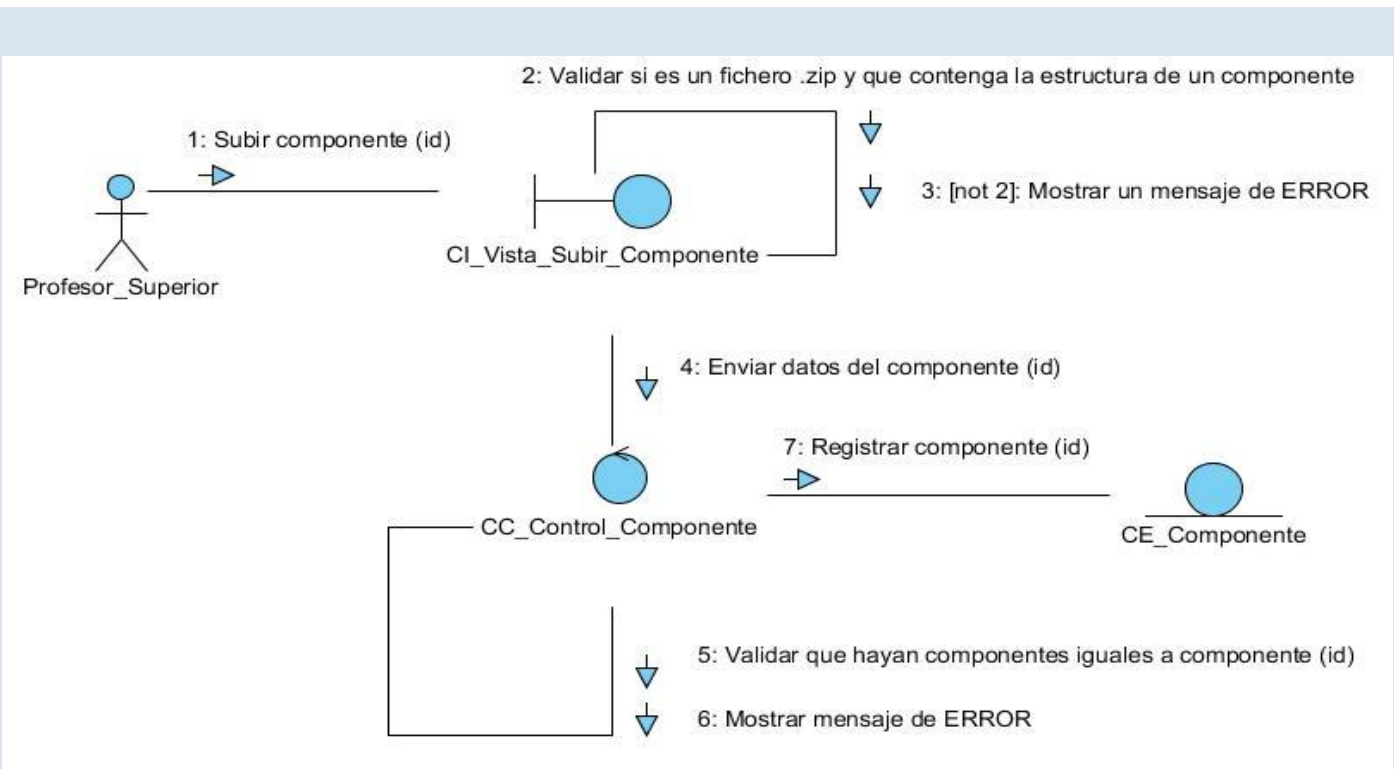 2: Validar si es un fichero .zip y que contenga la estructura de un componente
1: Subir componente (id)
3: [not 2]: Mostrar un mensaje de ERROR
CI_Vista_Subir_Componente
Profesor_Superior
4: Enviar datos del componente (id)
7: Registrar componente (id)
CC_Control_Componente
CE_Componente
5: Validar que hayan componentes iguales a componente (id)
6: Mostrar mensaje de ERROR